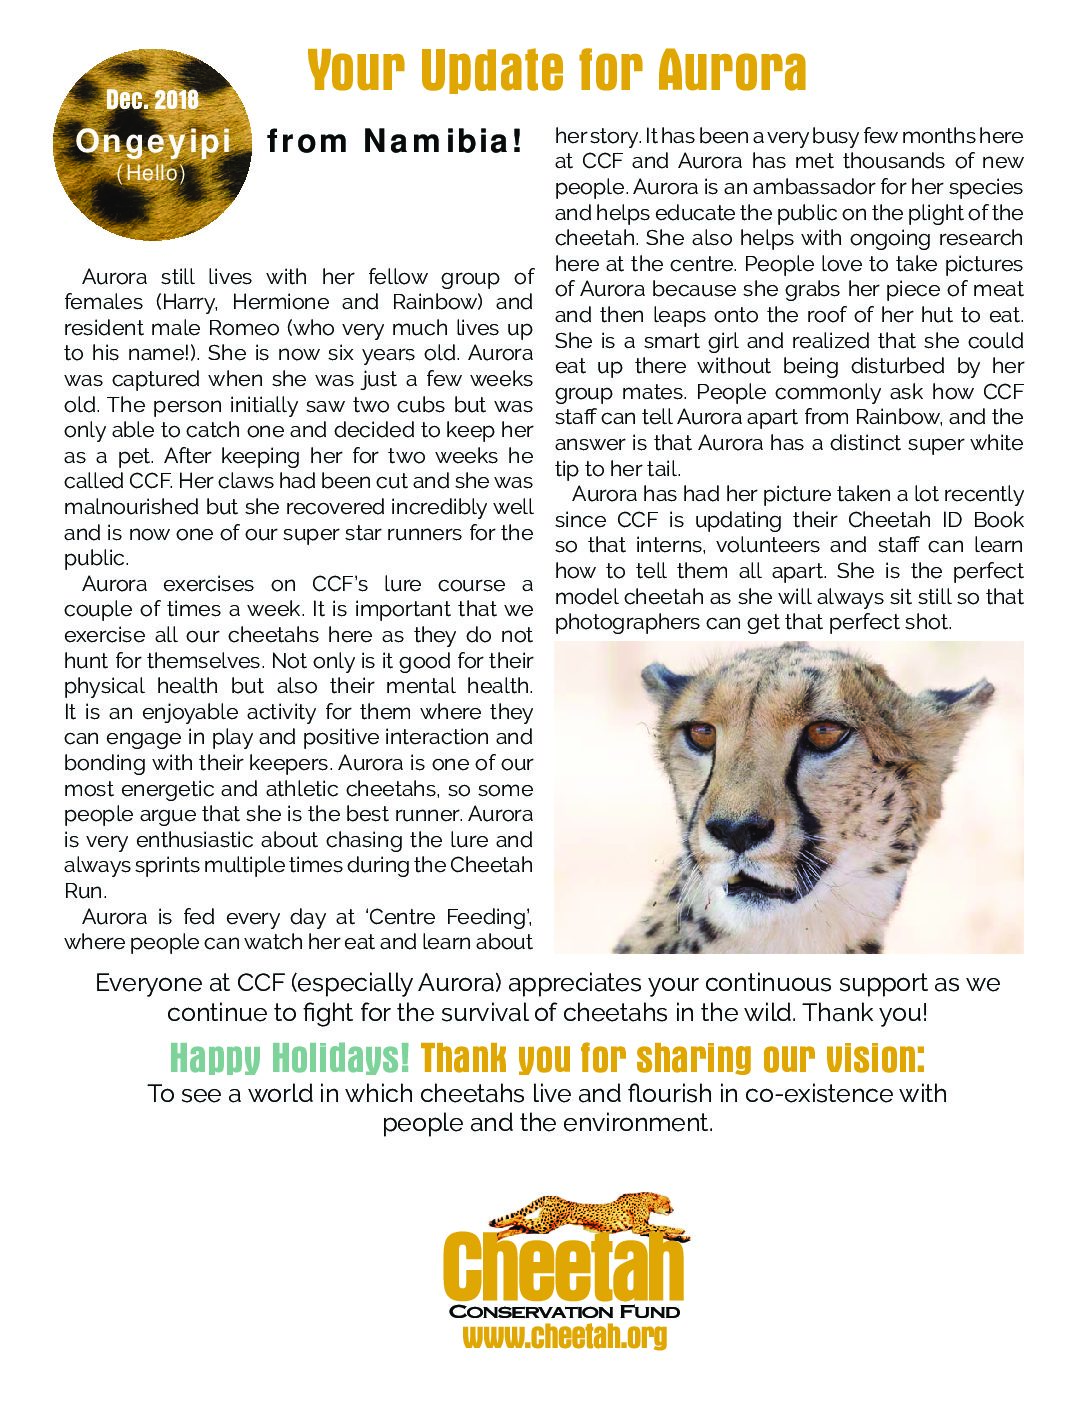 Your Update for Aurora
Dec. 2018
Ongeyipi from Namibia!
(Hello)
Aurora still lives with her fellow group of
females (Harry, Hermione and Rainbow) and
resident male Romeo (who very much lives up
to his name!). She is now six years old. Aurora
was captured when she was just a few weeks
old. The person initially saw two cubs but was
only able to catch one and decided to keep her
as a pet. After keeping her for two weeks he
called CCF. Her claws had been cut and she was
malnourished but she recovered incredibly well
and is now one of our super star runners for the
public.
Aurora exercises on CCF's lure course a
couple of times a week. It is important that we
exercise all our cheetahs here as they do not
hunt for themselves. Not only is it good for their
physical health but also their mental health.
It is an enjoyable activity for them where they
can engage in play and positive interaction and
bonding with their keepers. Aurora is one of our
most energetic and athletic cheetahs, so some
people argue that she is the best runner. Aurora
is very enthusiastic about chasing the lure and
always sprints multiple times during the Cheetah
Run.
Aurora is fed every day at ‘Centre Feeding’,
where people can watch her eat and learn about
her story. It has been a very busy few months here
at CCF and Aurora has met thousands of new
people. Aurora is an ambassador for her species
and helps educate the public on the plight of the
cheetah. She also helps with ongoing research
here at the centre. People love to take pictures
of Aurora because she grabs her piece of meat
and then leaps onto the roof of her hut to eat.
She is a smart girl and realized that she could
eat up there without being disturbed by her
group mates. People commonly ask how CCF
staff can tell Aurora apart from Rainbow, and the
answer is that Aurora has a distinct super white
tip to her tail.
Aurora has had her picture taken a lot recently
since CCF is updating their Cheetah ID Book
so that interns, volunteers and staff can learn
how to tell them all apart. She is the perfect
model cheetah as she will always sit still so that
photographers can get that perfect shot.
Everyone at CCF (especially Aurora) appreciates your continuous support as we
continue to fight for the survival of cheetahs in the wild. Thank you!
Happy Holidays! Thank you for sharing our vision:
To see a world in which cheetahs live and flourish in co-existence with
people and the environment.
Cheetah
CONSERVATION FUND
www.cheetah.org